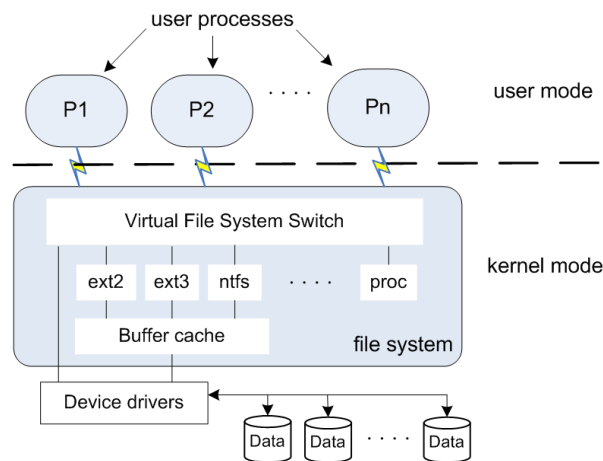 user processes
P1
P2
. . . .
Pn
user mode
Virtual File System Switch
kernel mode
ext2
ext3
ntfs
. . . .
proc
Buffer cache
file system
Device drivers
Data
Data
. . . .
Data